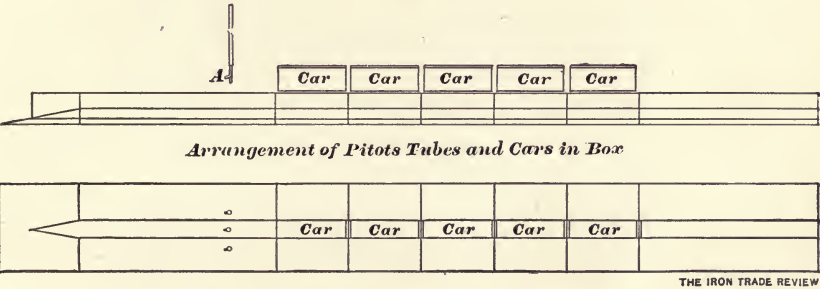 A
Car Car Car Car Car
Arrangement of Pitots Tubes and Cars in Box
Car Car Car Car Car
THE IRON TRADE REVIEW